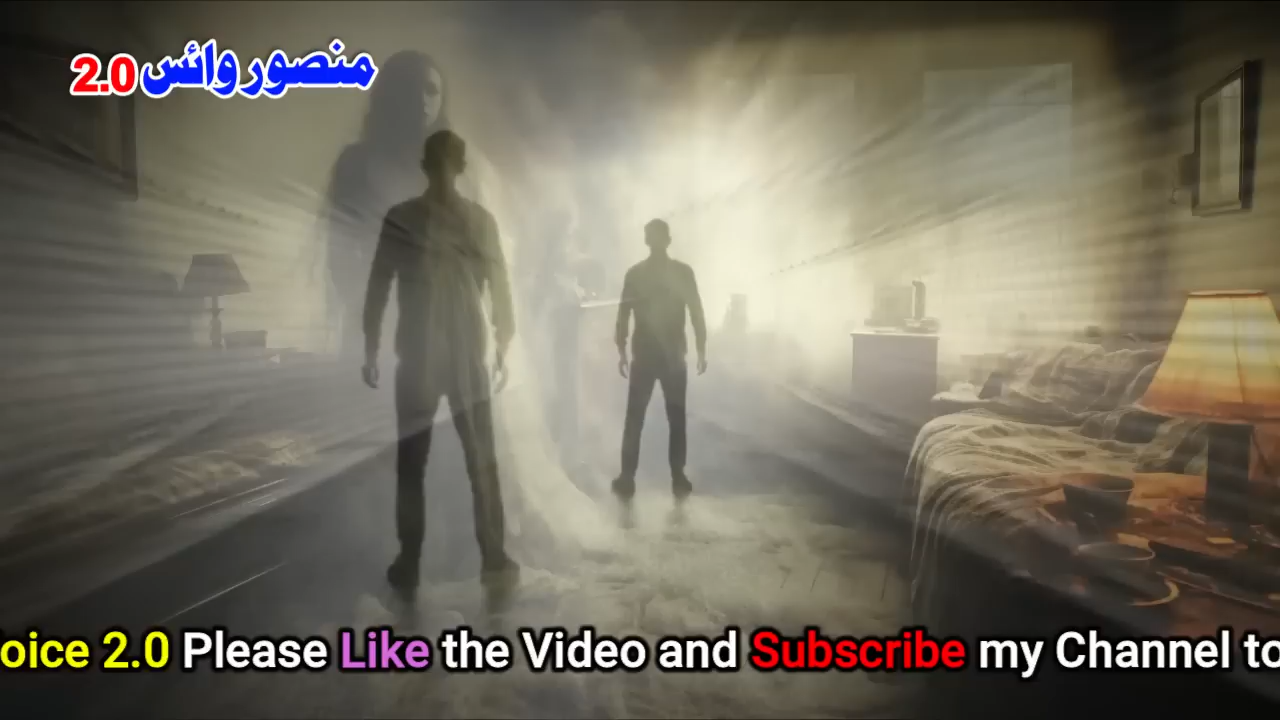 منصور وائس 2.0
oice 2.0 Please Like the Video and Subscribe my Channel to